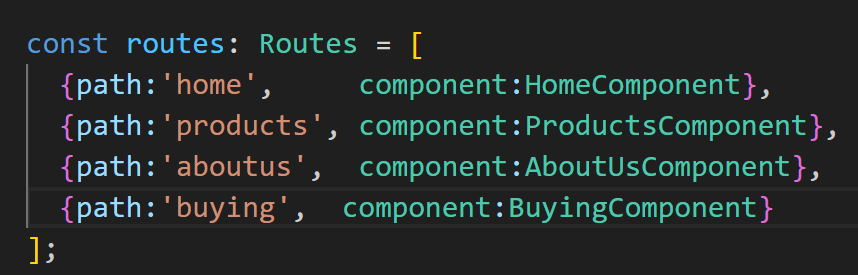 const routes: Routes = [
  {path:'home',     component:HomeComponent},
  {path:'products', component:ProductsComponent},
  {path:'aboutus',  component:AboutUsComponent},
  {path:'buying',  component:BuyingComponent}
];